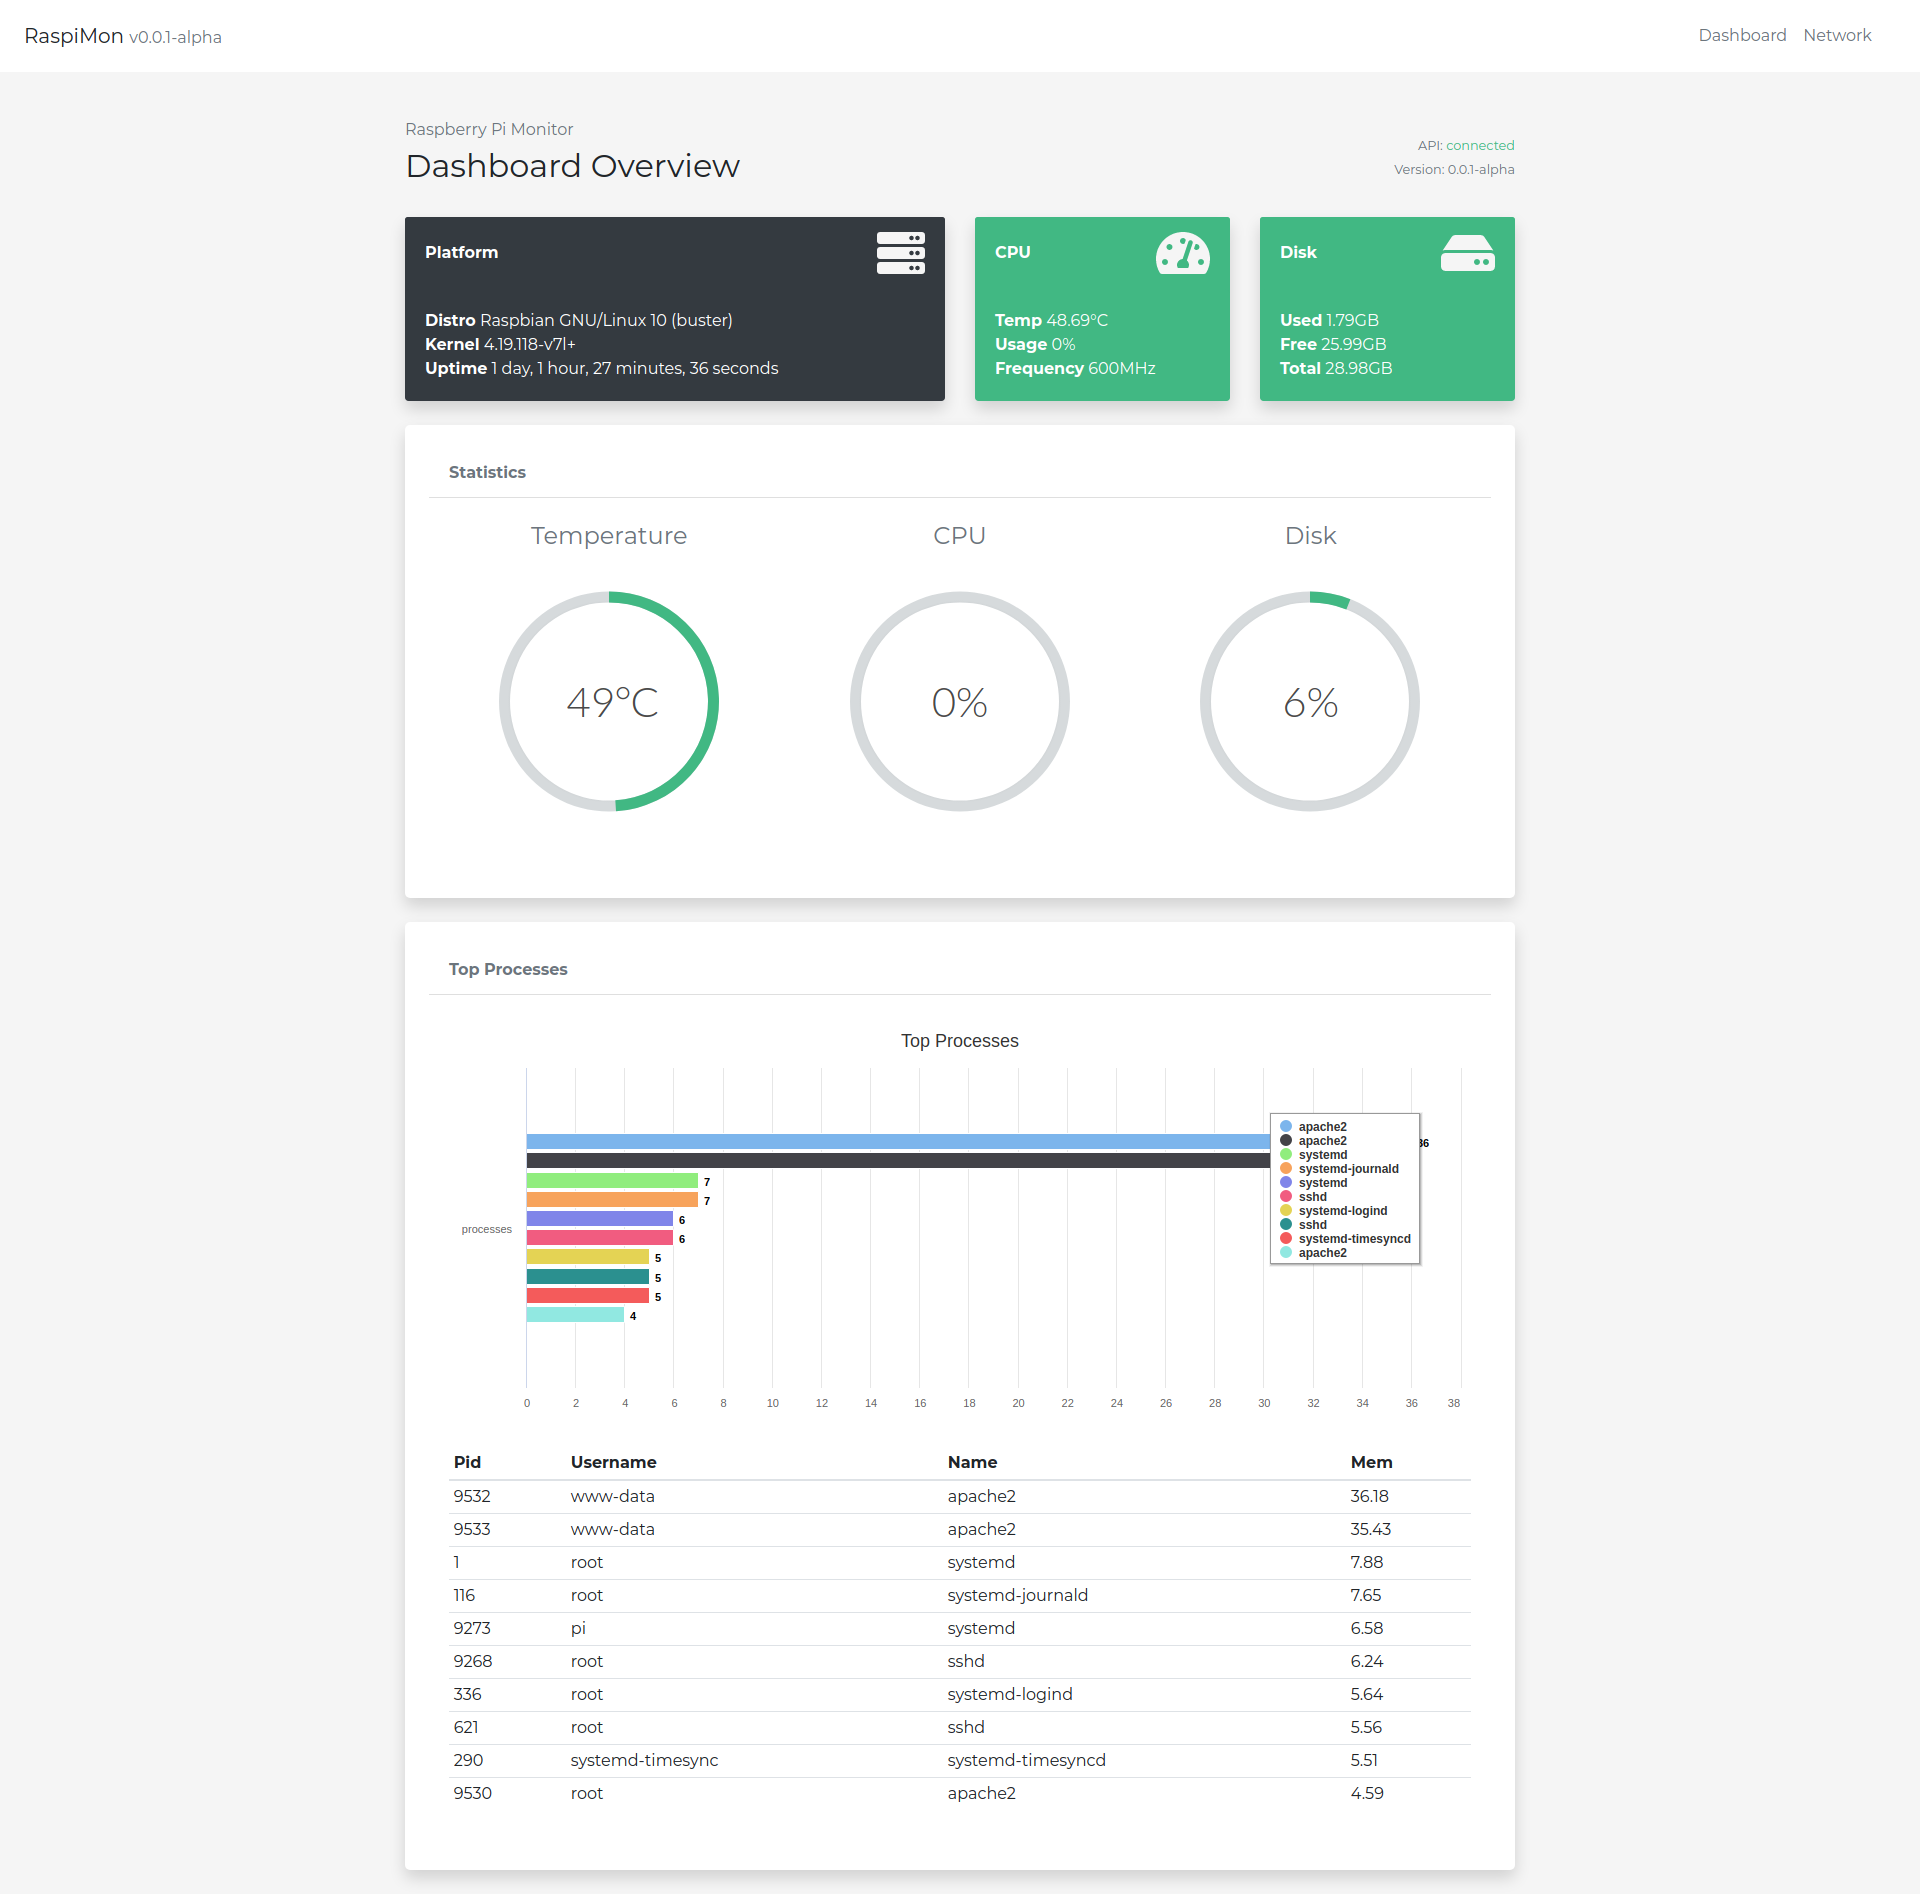 RaspiMon v0.0.1-alpha
Dashboard Network
Raspberry Pi Monitor
Dashboard Overview
API: connected
Version: 0.0.1-alpha
Platform
Distro Raspbian GNU/Linux 10 (buster)
Kernel 4.19.118-v7l+
Uptime 1 day, 1 hour, 27 minutes, 36 seconds
CPU
Temp 48.69°C
Usage 0%
Frequency 600MHz
Disk
Used 1.79GB
Free 25.99GB
Total 28.98GB
Statistics
Temperature
49°C
CPU
0%
Disk
6%
Top Processes
Top Processes
processes
36
7
7
6
6
5
5
5
4
apache2
apache2
systemd
systemd-journald
systemd
sshd
systemd-logind
sshd
systemd-timesyncd
apache2
0 2 4 6 8 10 12 14 16 18 20 22 24 26 28 30 32 34 36 38
Pid Username Name Mem
9532 www-data apache2 36.18
9533 www-data apache2 35.43
1 root systemd 7.88
116 root systemd-journald 7.65
9273 pi systemd 6.58
9268 root sshd 6.24
336 root systemd-logind 5.64
621 root sshd 5.56
290 systemd-timesync systemd-timesyncd 5.51
9530 root apache2 4.59